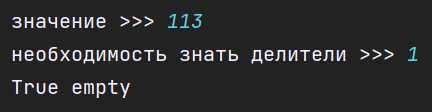 значение >>> 113
необходимость знать делители >>> 1
True empty